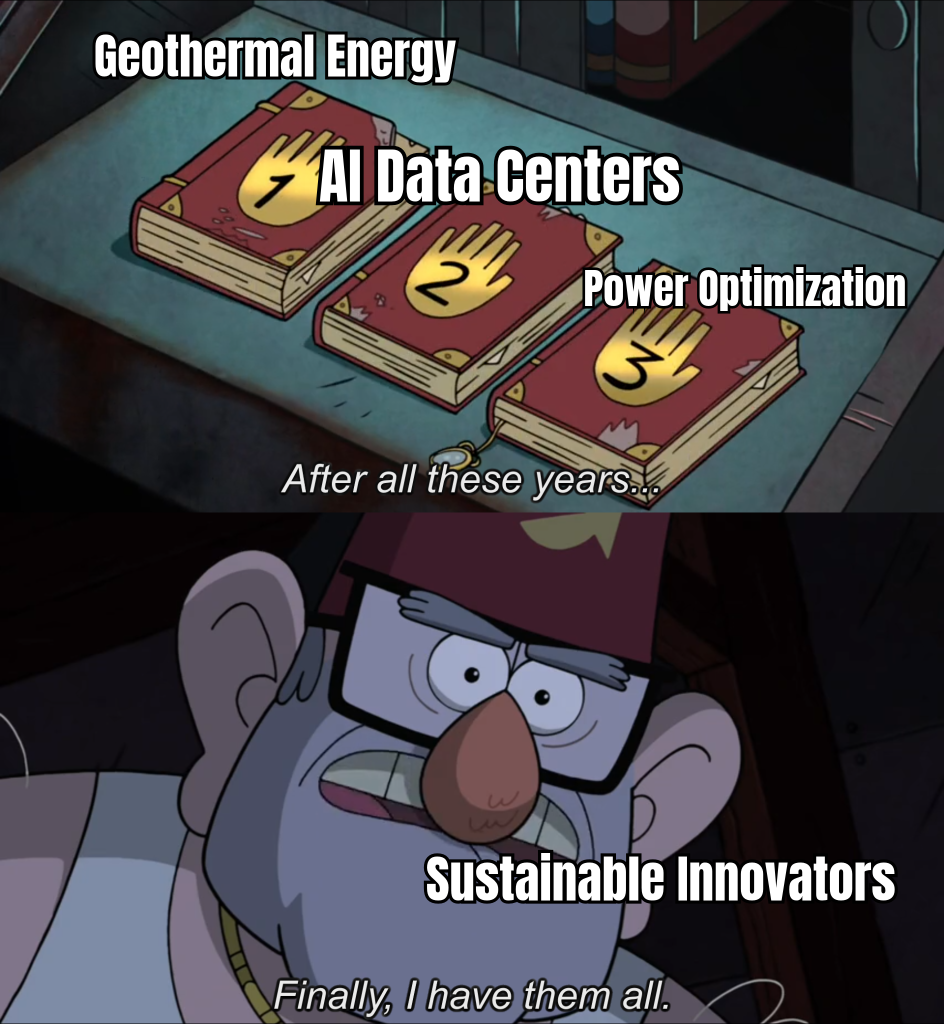 Geothermal Energy
AI Data Centers
Power Optimization
1
2
3
After all these years...
Sustainable Innovators
Finally, I have them all.